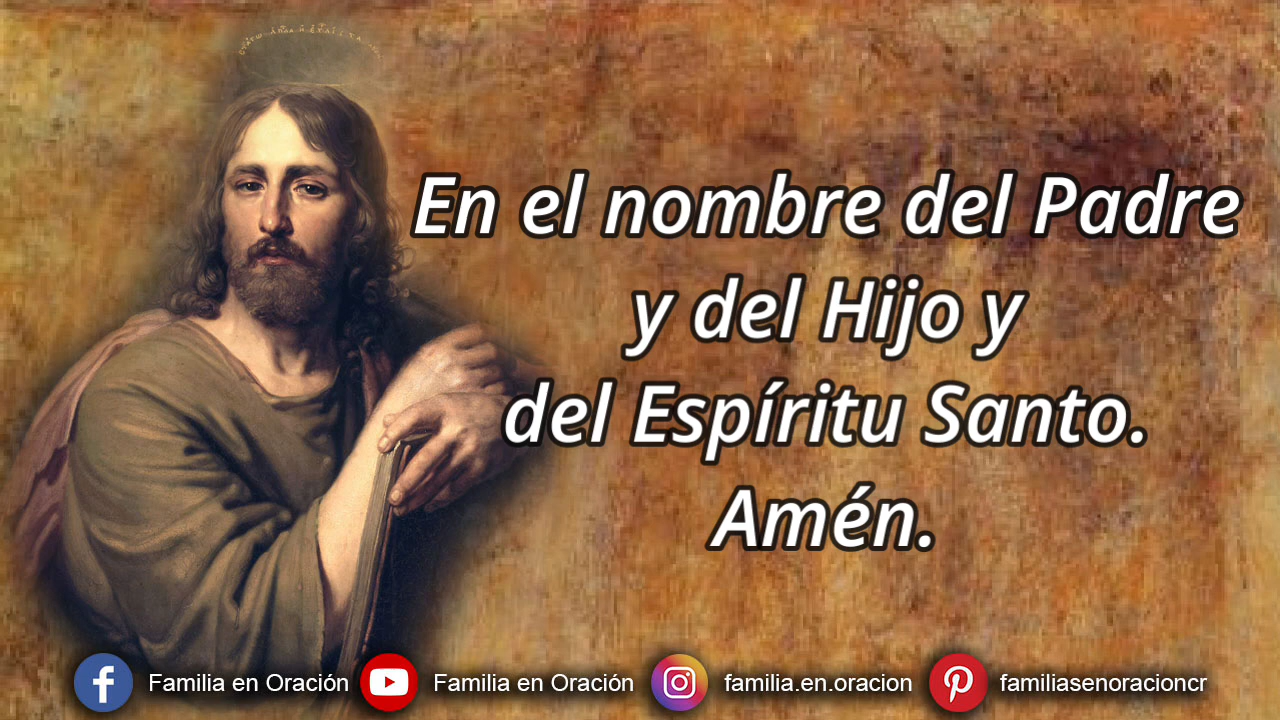 En el nombre del Padre
y del Hijo y
del Espíritu Santo.
Amén.
Familia en Oración Familia en Oración familia.en.oracion familiasenoracioncr